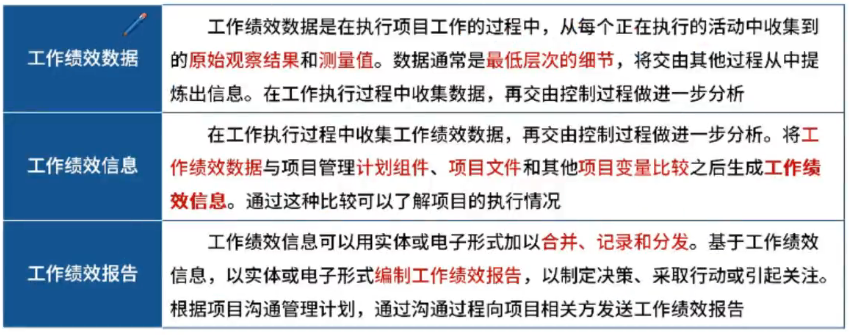 工作绩效数据
工作绩效数据是在执行项目工作的过程中，从每个正在执行的活动中收集到
的原始观察结果和测量值。数据通常是最低层次的细节，将交由其他过程从中提
炼出信息。在工作执行过程中收集数据，再交由控制过程做进一步分析
工作绩效信息
在工作执行过程中收集工作绩效数据，再交由控制过程做进一步分析。将工
作绩效数据与项目管理计划组件、项目文件和其他项目变量比较之后生成工作绩
效信息。通过这种比较可以了解项目的执行情况
工作绩效报告
工作绩效信息可以用实体或电子形式加以合并、记录和分发。基于工作绩效
信息，以实体或电子形式编制工作绩效报告，以制定决策、采取行动或引起关注。
根据项目沟通管理计划，通过沟通过程向项目相关方发送工作绩效报告